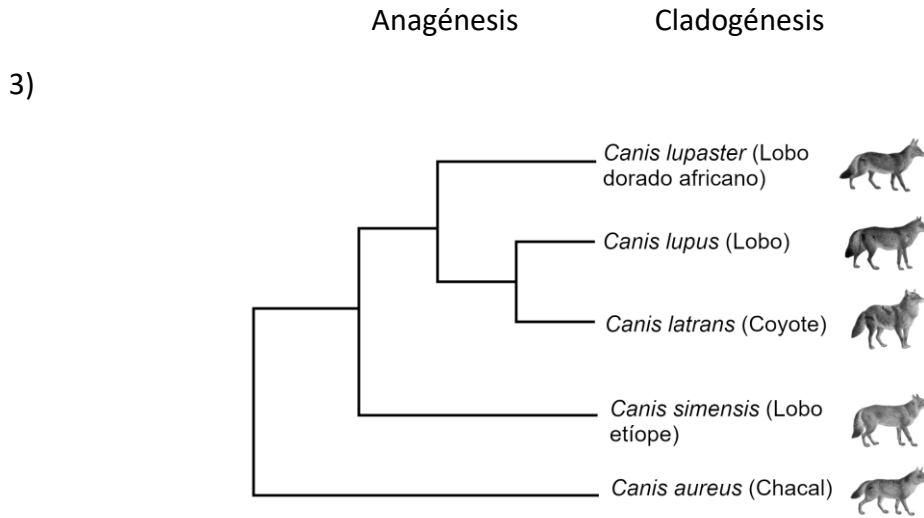 Anagénesis Cladogénesis
3)
Canis lupaster (Lobo
dorado africano)
Canis lupus (Lobo)
Canis latrans (Coyote)
Canis simensis (Lobo
etíope)
Canis aureus (Chacal)